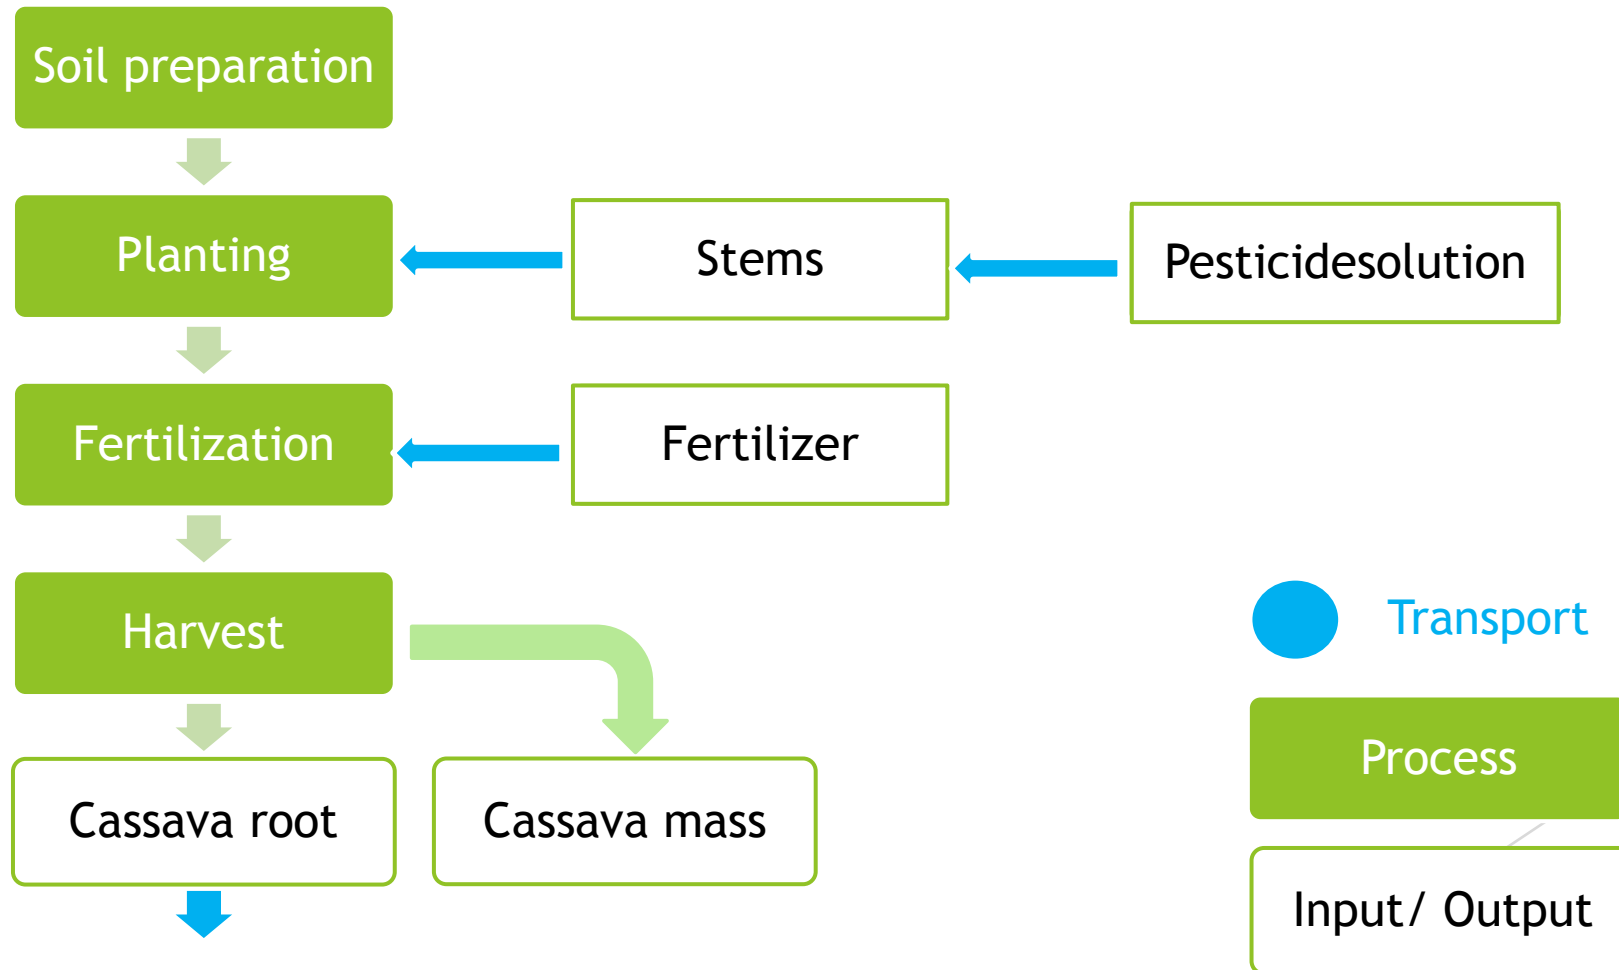 Soil preparation
Planting
Stems
Pesticidesolution
Fertilization
Fertilizer
Harvest
Transport
Process
Cassava root
Cassava mass
Input/ Output